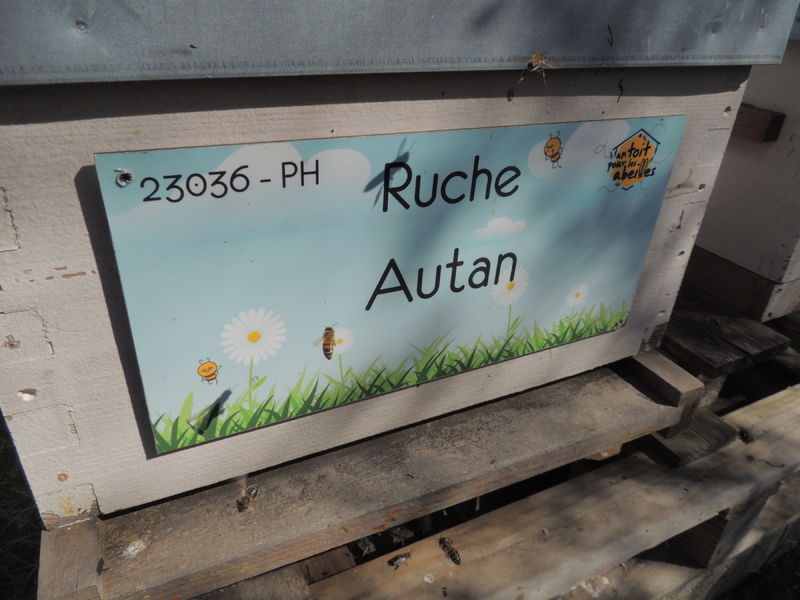 23036 - PH
Ruche
Autan
un toit
pour les
abeilles